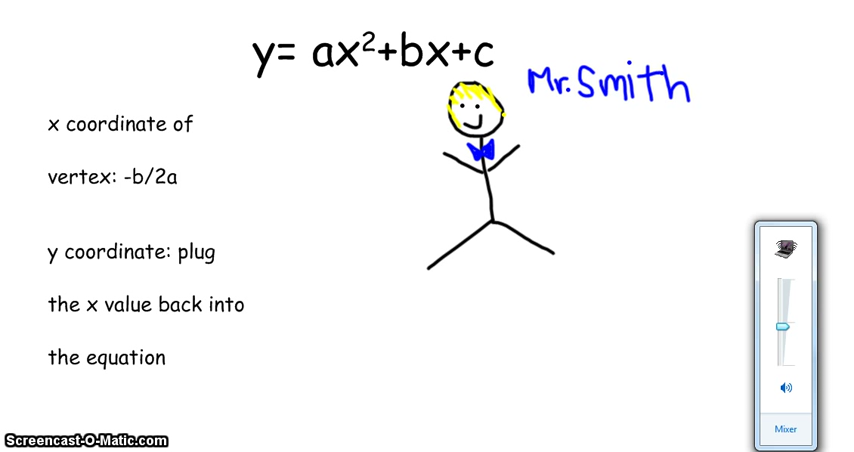 y= ax²+bx+c
Mr. Smith
x coordinate of
vertex: -b/2a
y coordinate: plug
the x value back into
the equation
Mixer
Screencast-O-Matic.com